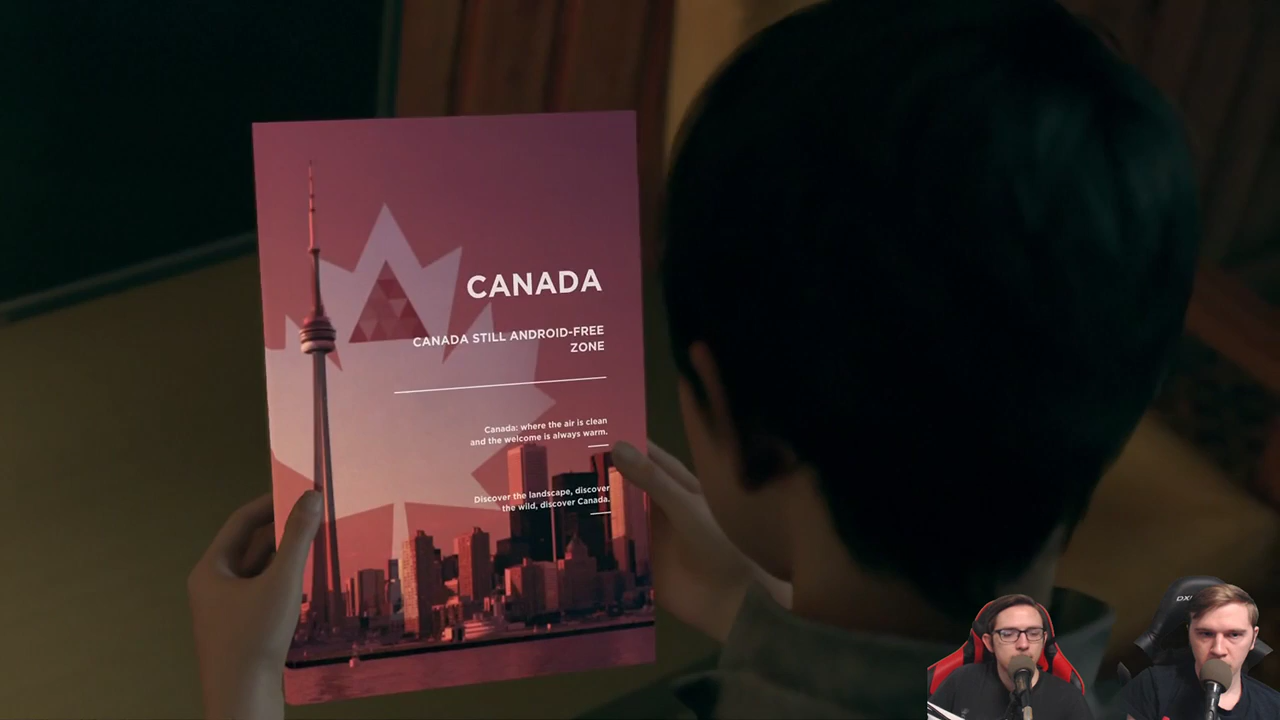 CANADA
CANADA STILL ANDROID-FREE
ZONE
Canada: where the air is clean
and the welcome is always warm.
Discover the landscape, discover
the wild, discover Canada.